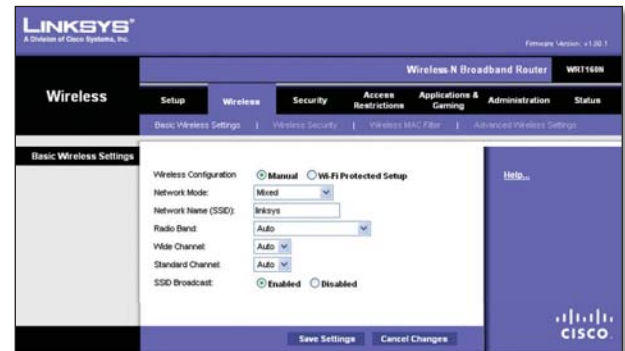 LINKSYS®
A Division of Cisco Systems, Inc.
Firmware Version: v1.00.1
Wireless-N Broadband Router WRT160N
Wireless
Setup Wireless Security Access Restrictions Applications & Gaming Administration Status
Basic Wireless Settings | Wireless Security | Wireless MAC Filter | Advanced Wireless Settings
Basic Wireless Settings
Wireless Configuration Manual Wi-Fi Protected Setup
Help...
Network Mode: Mixed
Network Name (SSID): linksys
Radio Band: Auto
Wide Channel: Auto
Standard Channel: Auto
SSID Broadcast: Enabled Disabled
Save Settings Cancel Changes
CISCO.